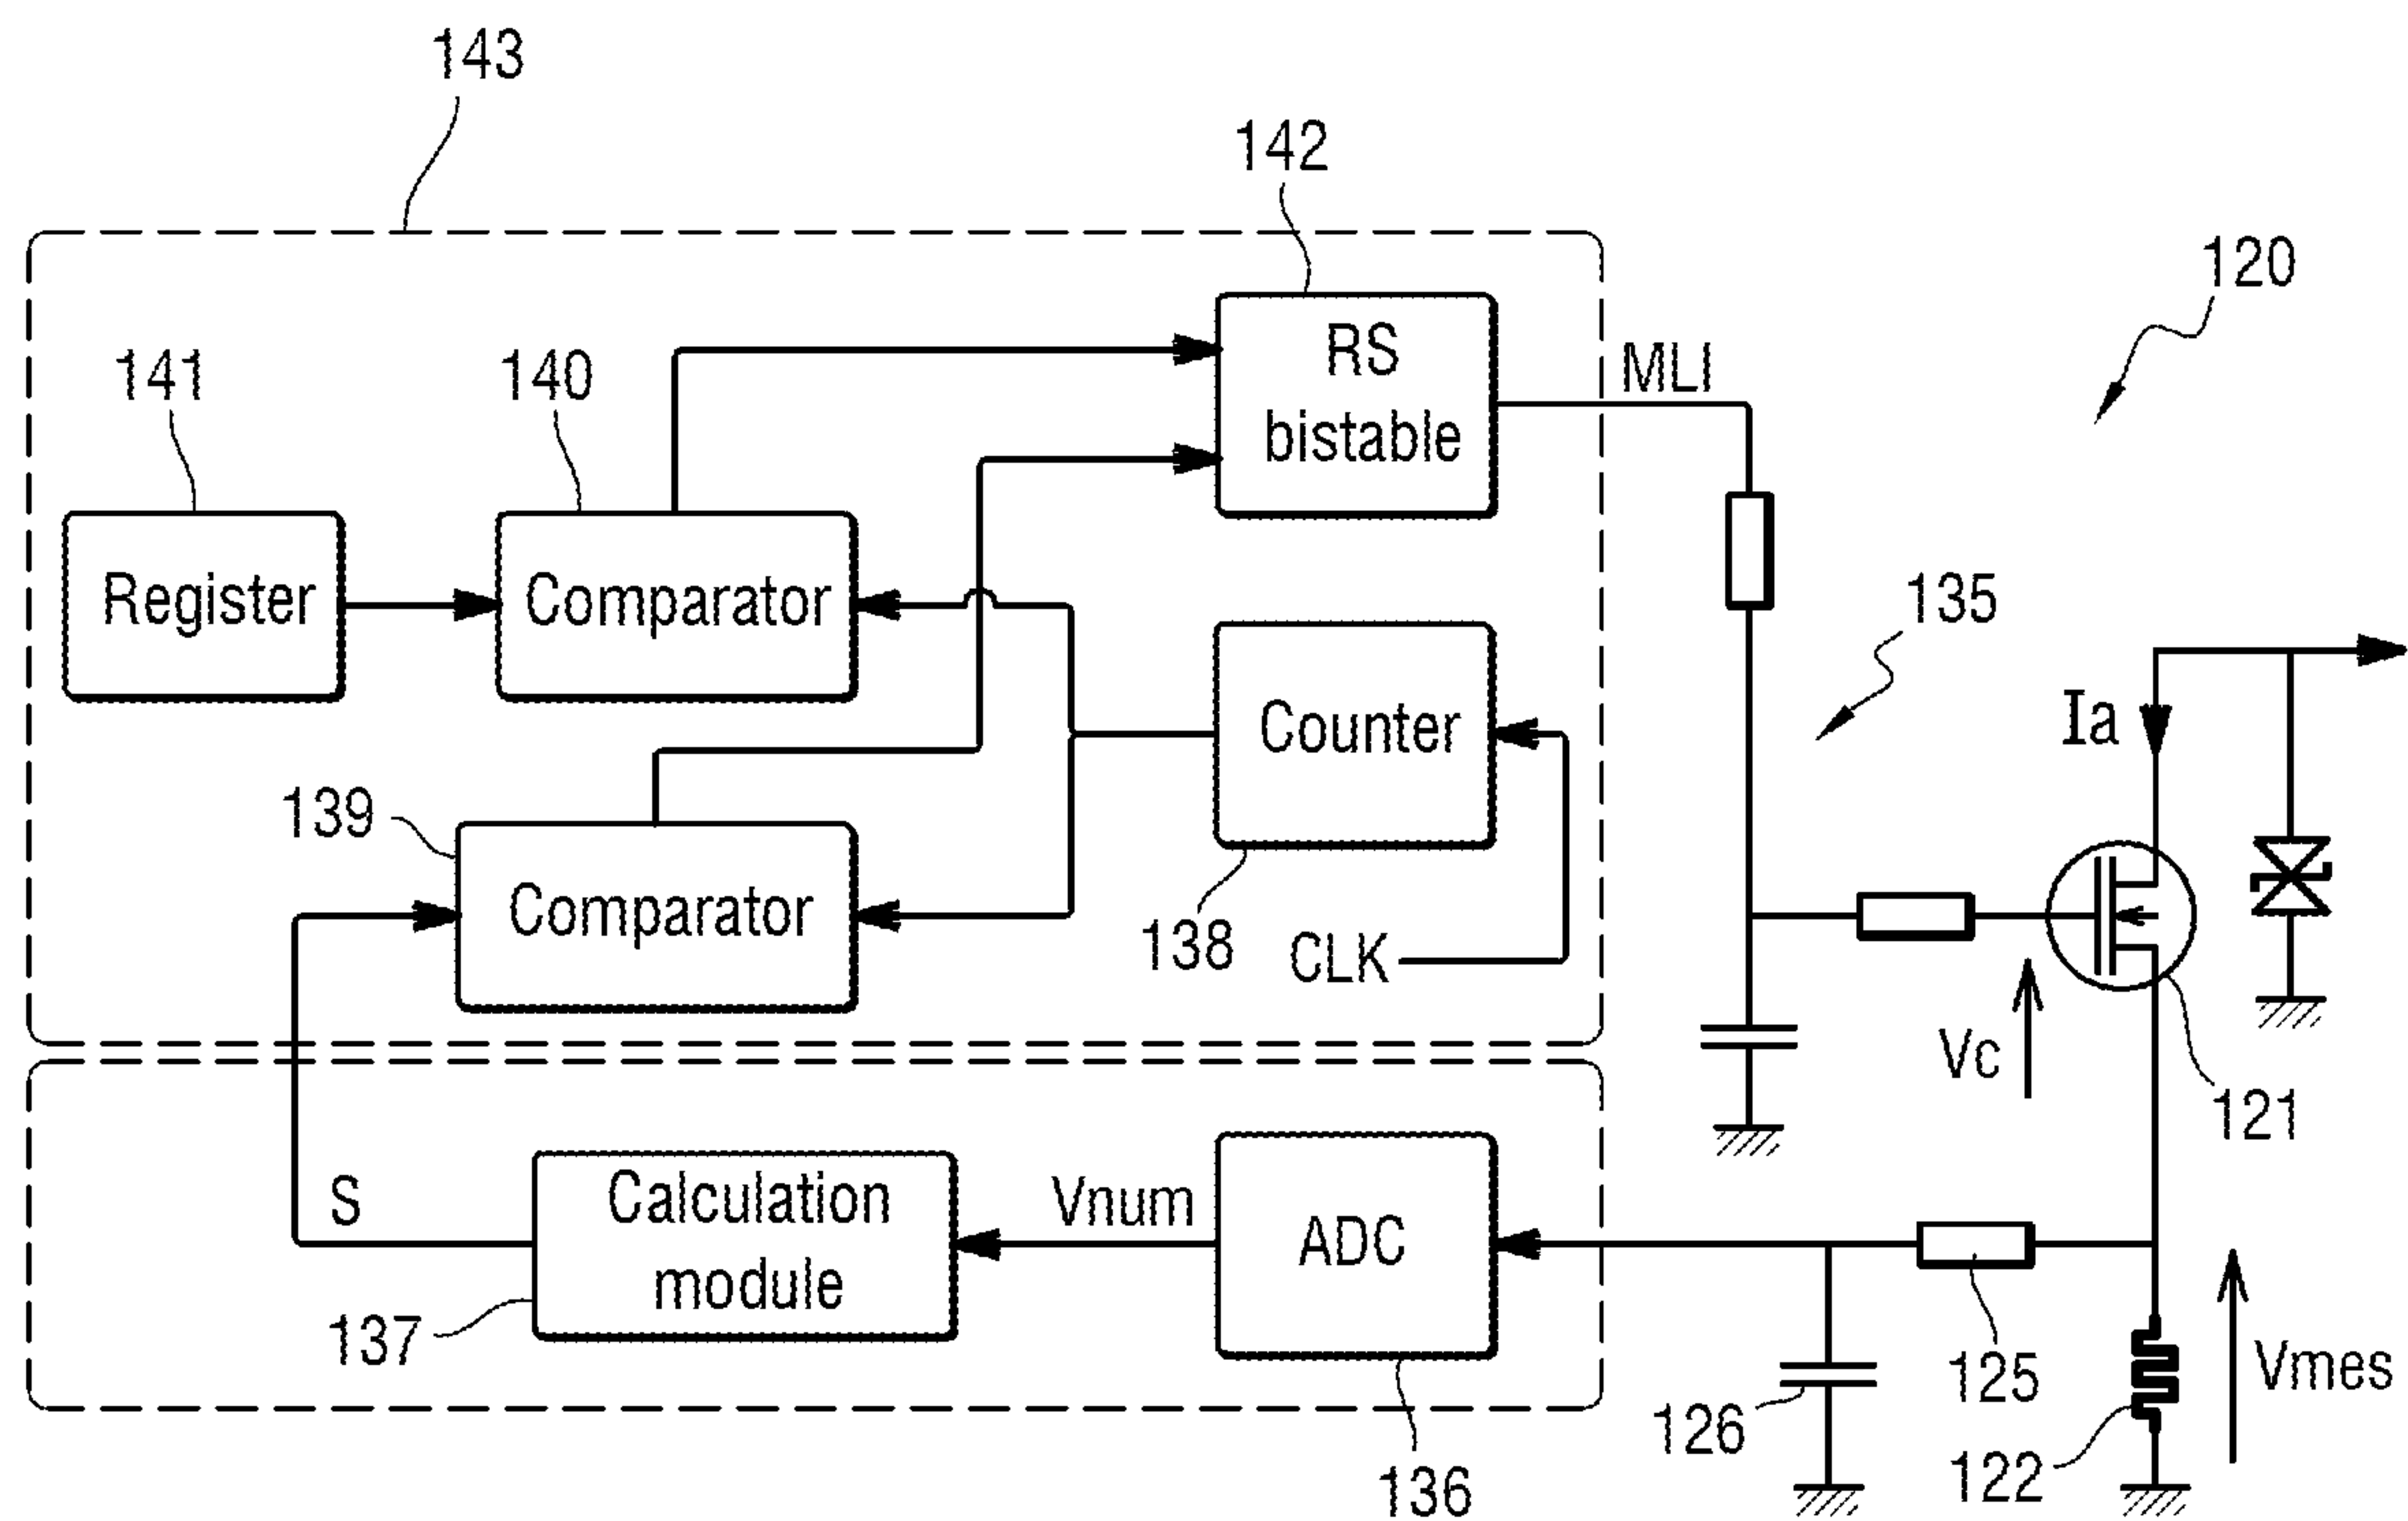 143
142
120
141
140
RS
bistable
MLI
135
Register
Comparator
Counter
Ia
139
Comparator
138
CLK
Vc
121
S
Calculation
module
Vnum
ADC
137
126
125
122
Vmes
136